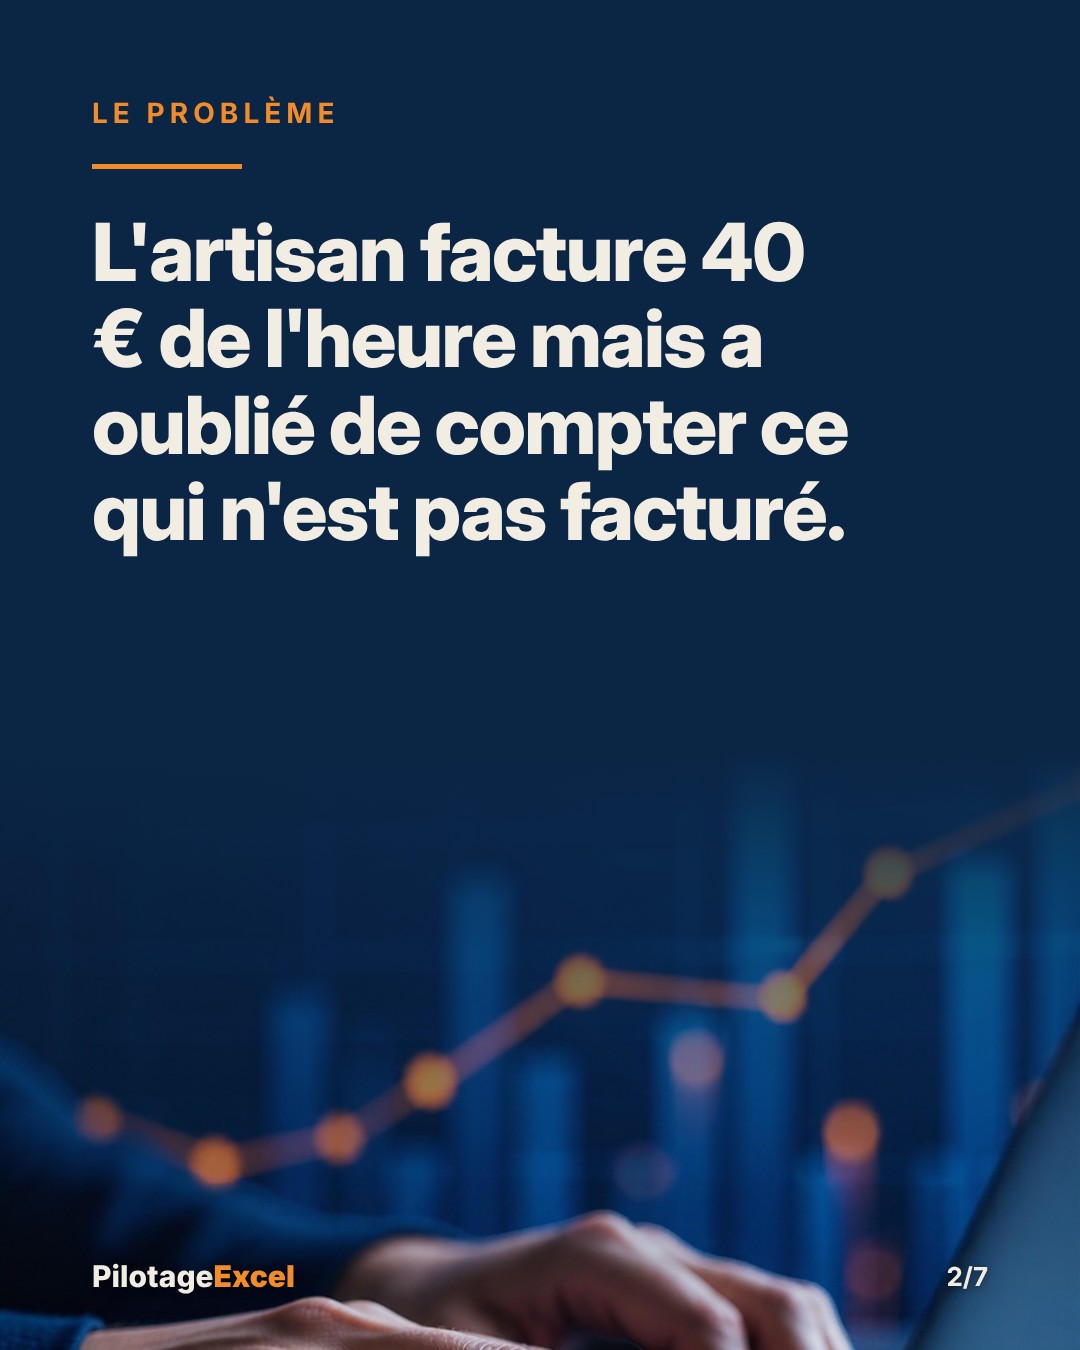 LE PROBLÈME
L'artisan facture 40
€ de l'heure mais a
oublié de compter ce
qui n'est pas facturé.
PilotageExcel
2/7